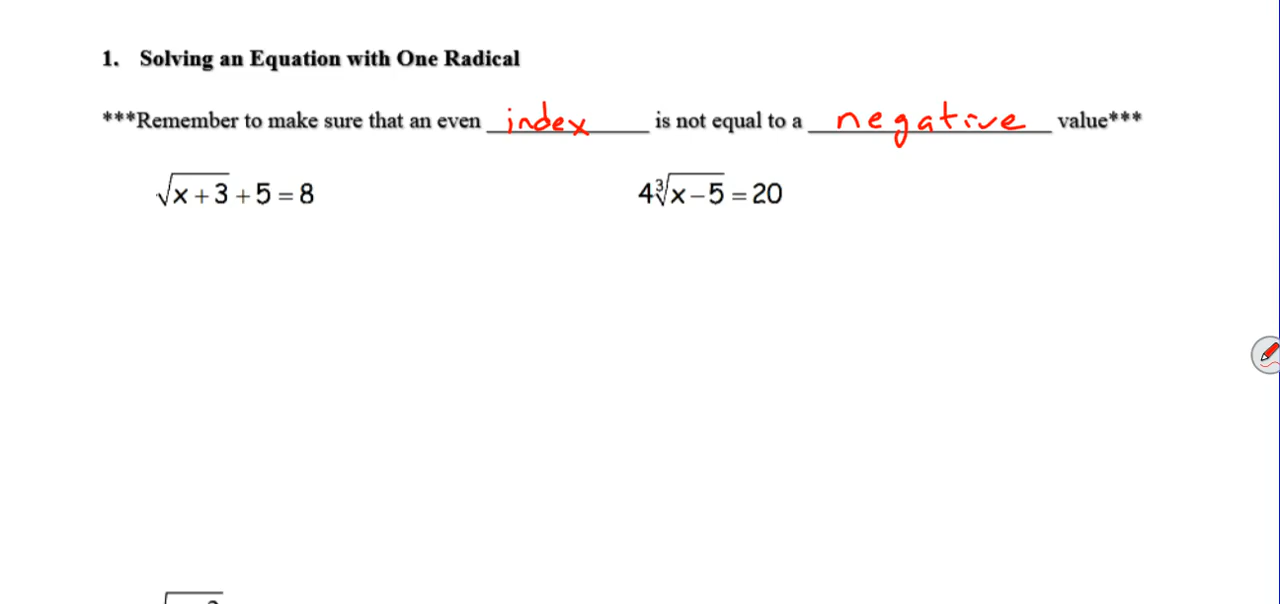 1. Solving an Equation with One Radical
***Remember to make sure that an even index is not equal to a negative value***
√(x+3) + 5 = 8    4∛(x−5) = 20